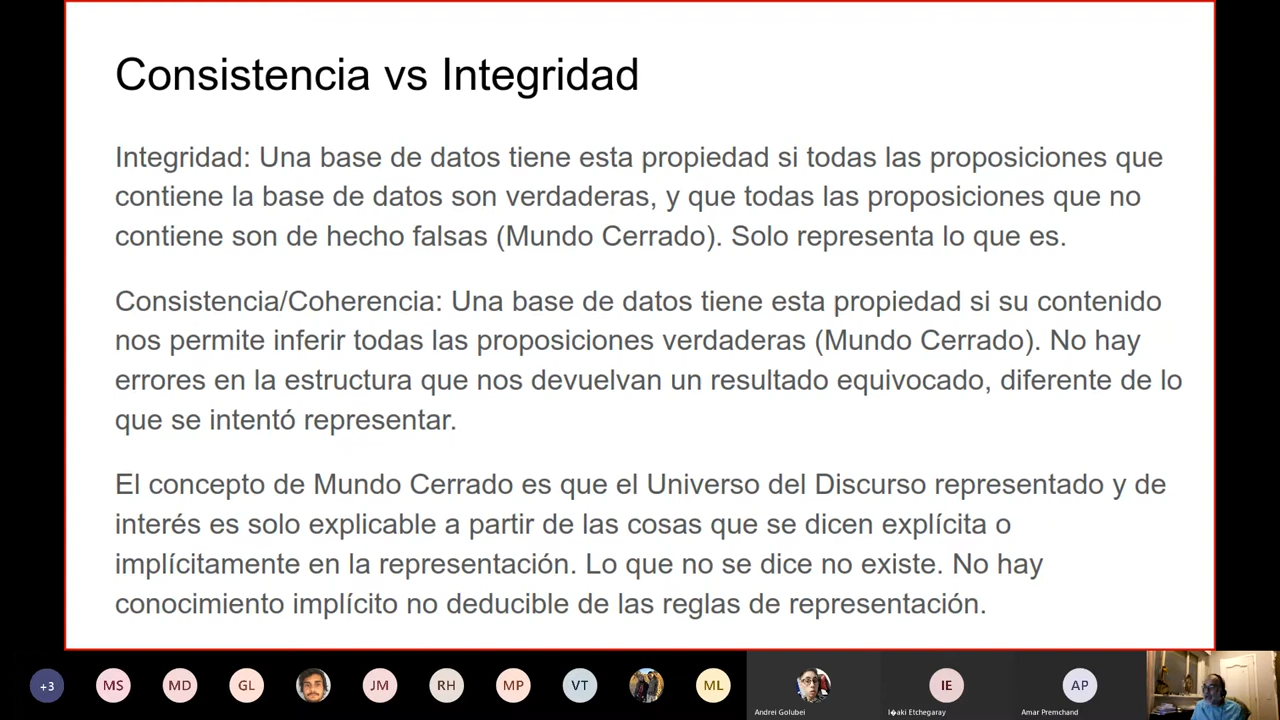 Consistencia vs Integridad
Integridad: Una base de datos tiene esta propiedad si todas las proposiciones que
contiene la base de datos son verdaderas, y que todas las proposiciones que no
contiene son de hecho falsas (Mundo Cerrado). Solo representa lo que es.
Consistencia/Coherencia: Una base de datos tiene esta propiedad si su contenido
nos permite inferir todas las proposiciones verdaderas (Mundo Cerrado). No hay
errores en la estructura que nos devuelvan un resultado equivocado, diferente de lo
que se intentó representar.
El concepto de Mundo Cerrado es que el Universo del Discurso representado y de
interés es solo explicable a partir de las cosas que se dicen explícita o
implícitamente en la representación. Lo que no se dice no existe. No hay
conocimiento implícito no deducible de las reglas de representación.
+3 MS MD GL JM RH MP VT ML IE AP
Andrei Golubei I�aki Etchegaray Amar Premchand